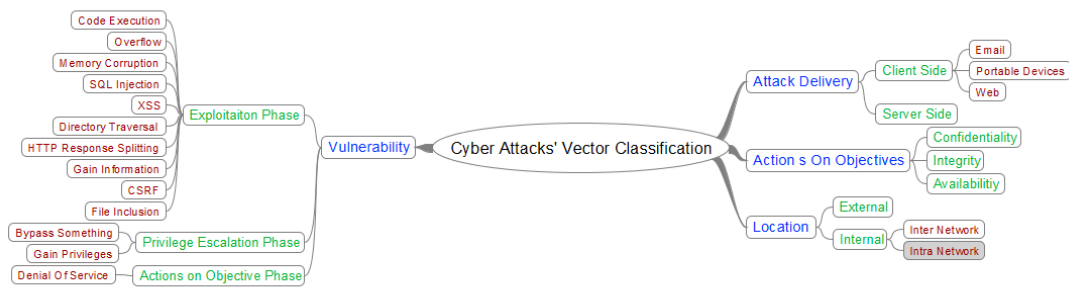 Code Execution
Overflow
Memory Corruption
SQL Injection
XSS
Directory Traversal
HTTP Response Splitting
Gain Information
CSRF
File Inclusion
Exploitaiton Phase
Bypass Something
Gain Privileges
Privilege Escalation Phase
Denial Of Service
Actions on Objective Phase
Vulnerability
Cyber Attacks' Vector Classification
Attack Delivery
Client Side
Email
Portable Devices
Web
Server Side
Action s On Objectives
Confidentiality
Integrity
Availabilitiy
Location
External
Internal
Inter Network
Intra Network